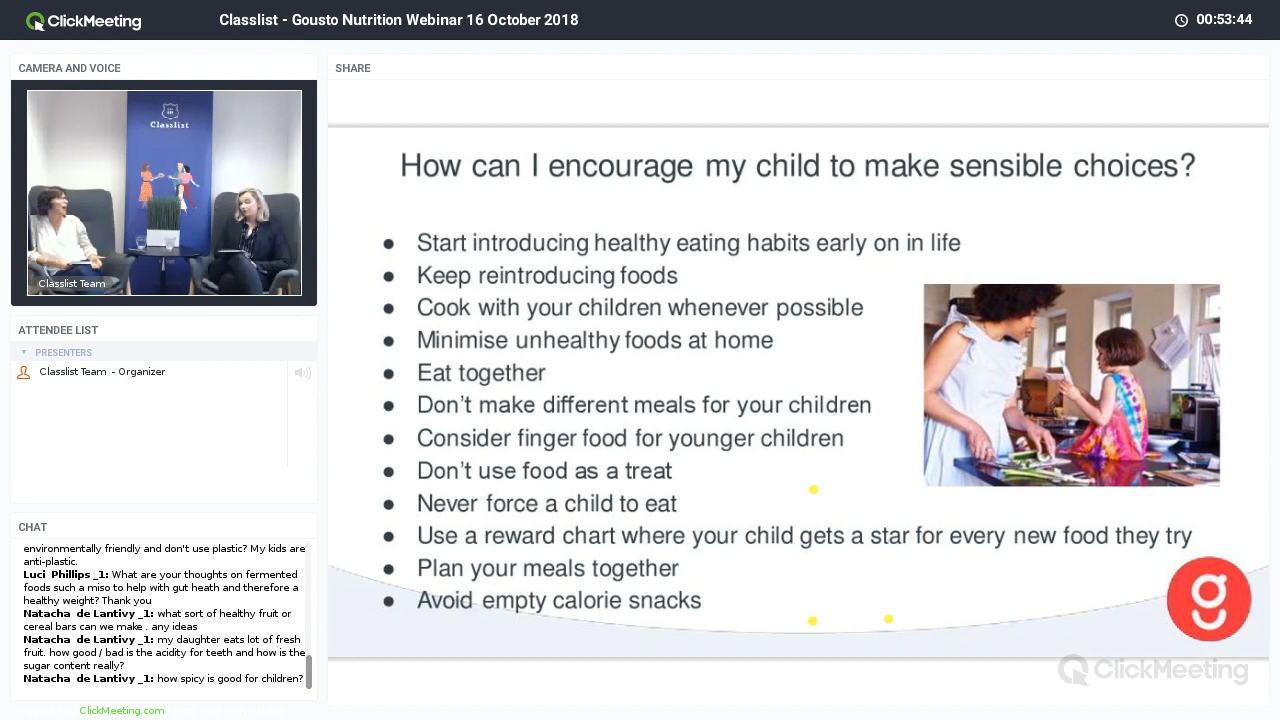 ClickMeeting
Classlist - Gousto Nutrition Webinar 16 October 2018
00:53:44
CAMERA AND VOICE
Classlist
Classlist Team
ATTENDEE LIST
PRESENTERS
Classlist Team - Organizer
CHAT
environmentally friendly and don't use plastic? My kids are
anti-plastic.
Luci Phillips _1: What are your thoughts on fermented
foods such a miso to help with gut heath and therefore a
healthy weight? Thank you
Natacha de Lantivy _1: what sort of healthy fruit or
cereal bars can we make . any ideas
Natacha de Lantivy _1: my daughter eats lot of fresh
fruit. how good / bad is the acidity for teeth and how is the
sugar content really?
Natacha de Lantivy _1: how spicy is good for children?
ClickMeeting.com
SHARE
How can I encourage my child to make sensible choices?
● Start introducing healthy eating habits early on in life
● Keep reintroducing foods
● Cook with your children whenever possible
● Minimise unhealthy foods at home
● Eat together
● Don't make different meals for your children
● Consider finger food for younger children
● Don't use food as a treat
● Never force a child to eat
● Use a reward chart where your child gets a star for every new food they try
● Plan your meals together
● Avoid empty calorie snacks
g
ClickMeeting